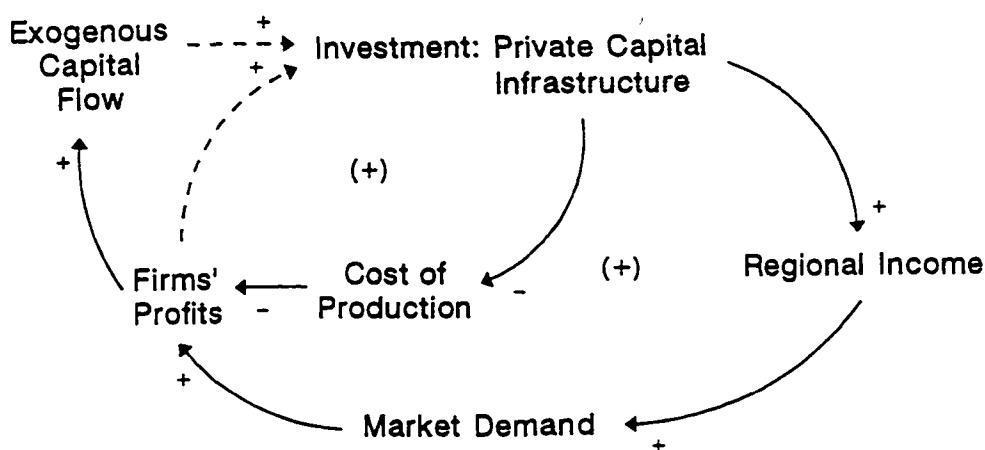 Exogenous
Capital
Flow
+
+
Investment: Private Capital
Infrastructure
+
(+)
+
Firms'
Profits
-
Cost of
Production
-
(+)
Regional Income
+
Market Demand
+